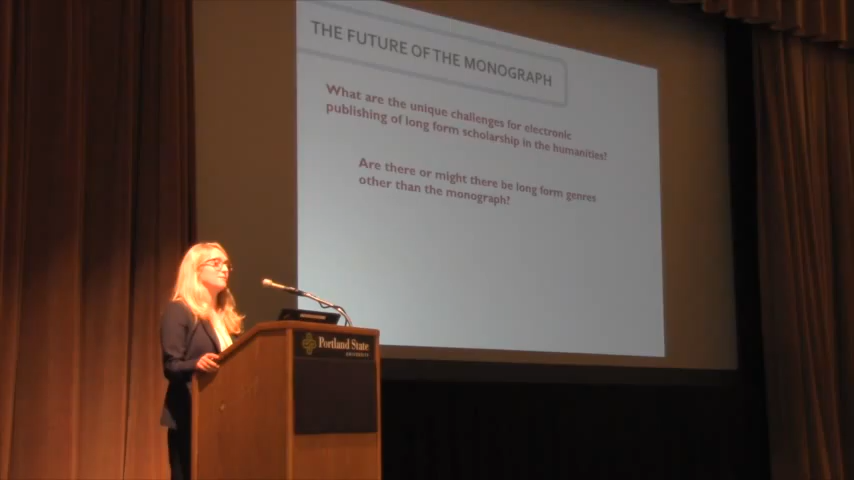 THE FUTURE OF THE MONOGRAPH
What are the unique challenges for electronic
publishing of long form scholarship in the humanities?
Are there or might there be long form genres
other than the monograph?
Portland State
UNIVERSITY